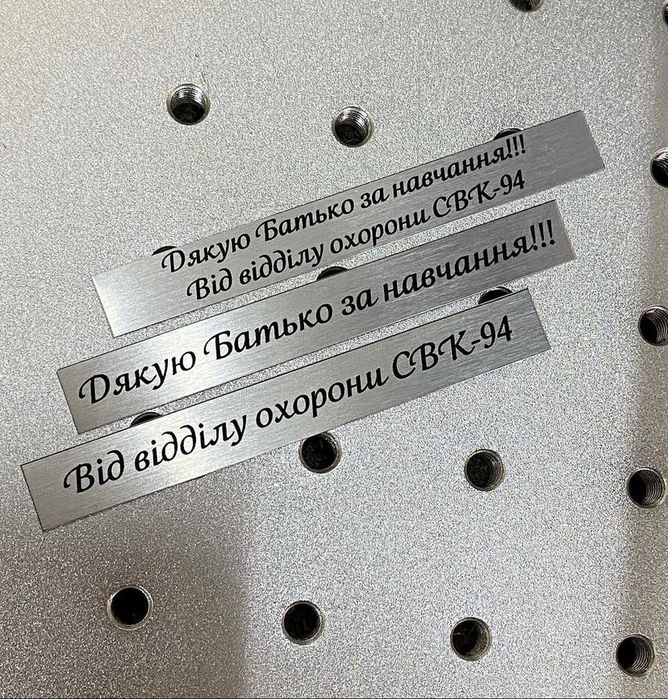 Дякую Батько за навчання!!!
Від відділу охорони СВК-94
Дякую Батько за навчання!!!
Від відділу охорони СВК-94